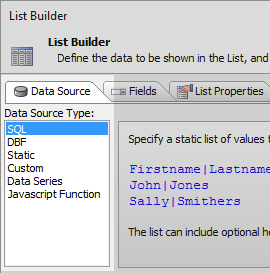 List Builder
List Builder
Define the data to be shown in the List, and
Data Source Fields List Properties
Data Source Type:
SQL
DBF
Static
Custom
Data Series
Javascript Function
Specify a static list of values
Firstname|Lastname
John|Jones
Sally|Smithers
The list can include optional